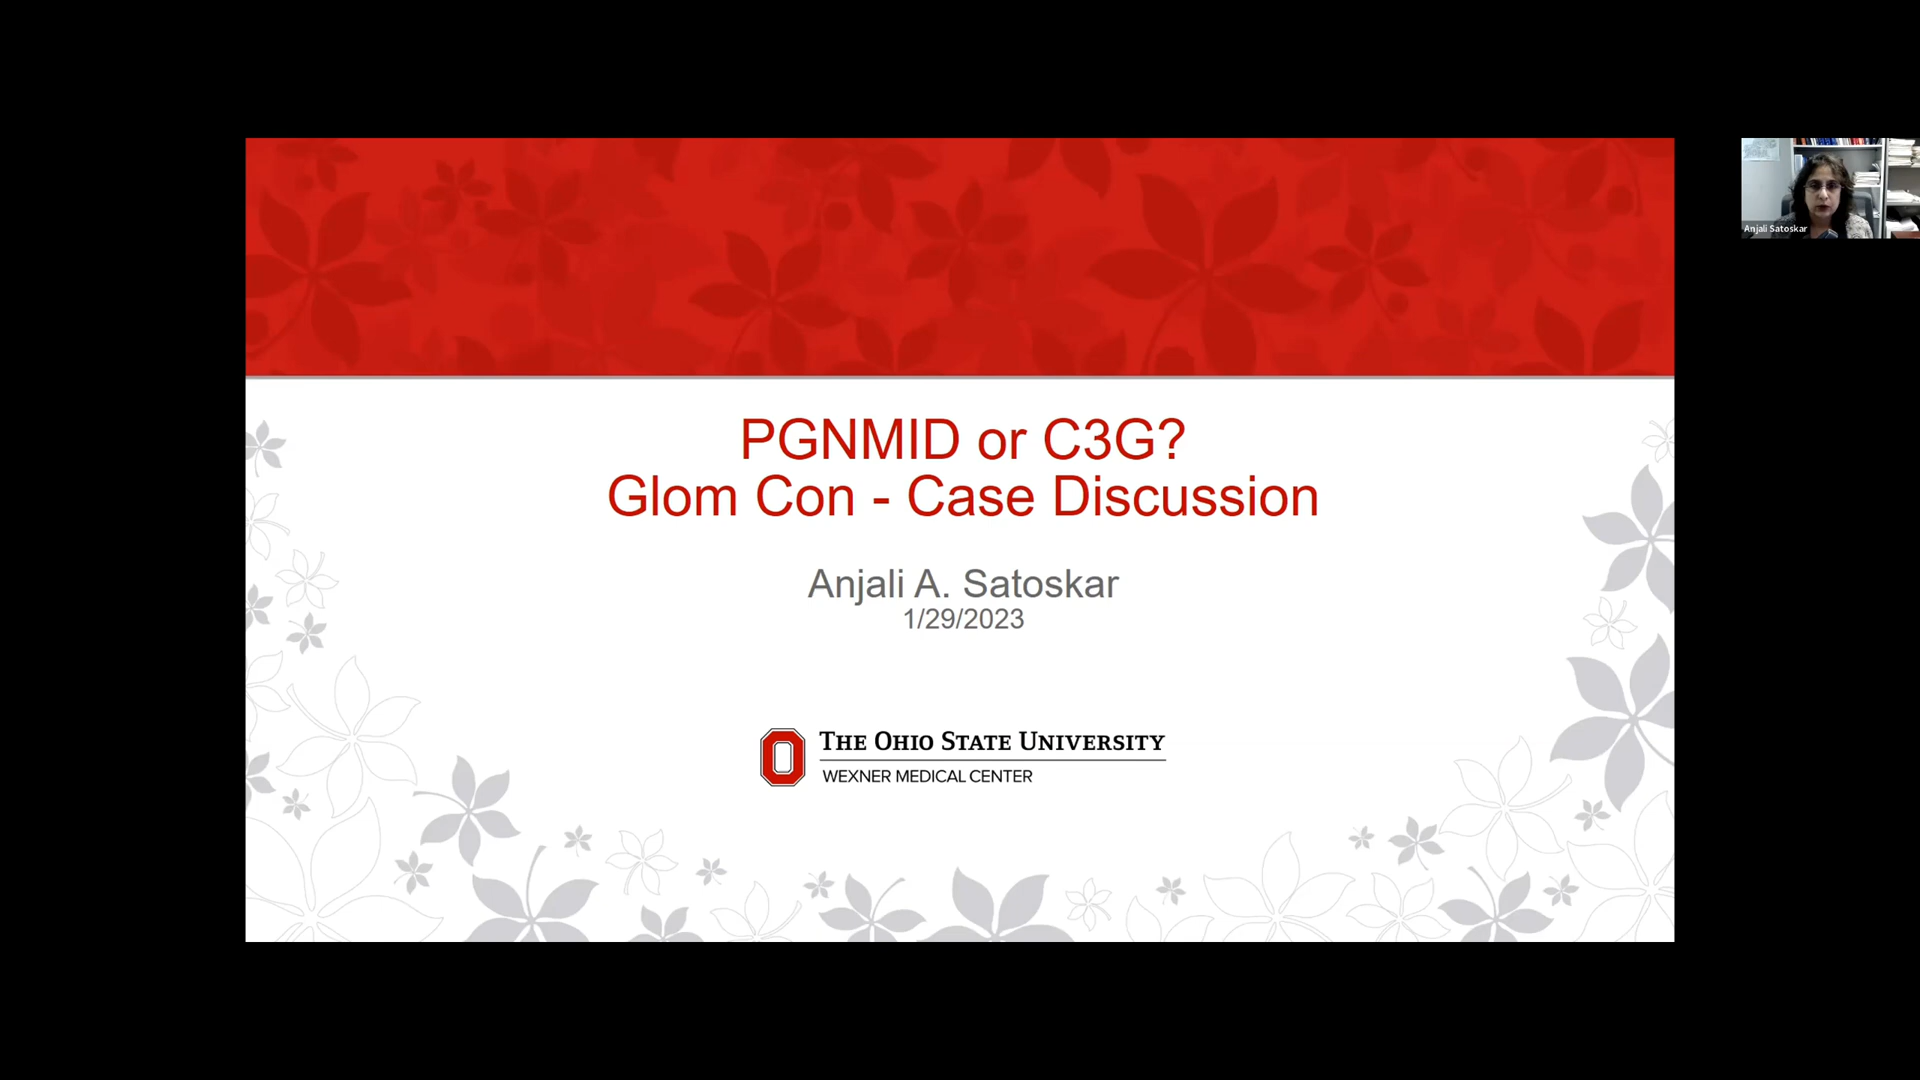 PGNMID or C3G?
Glom Con - Case Discussion
Anjali A. Satoskar
1/29/2023
THE OHIO STATE UNIVERSITY
WEXNER MEDICAL CENTER
Anjali Satoskar